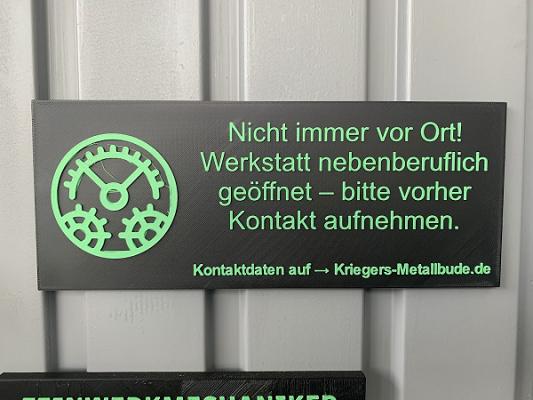 Nicht immer vor Ort!
Werkstatt nebenberuflich
geöffnet – bitte vorher
Kontakt aufnehmen.
Kontaktdaten auf → Kriegers-Metallbude.de